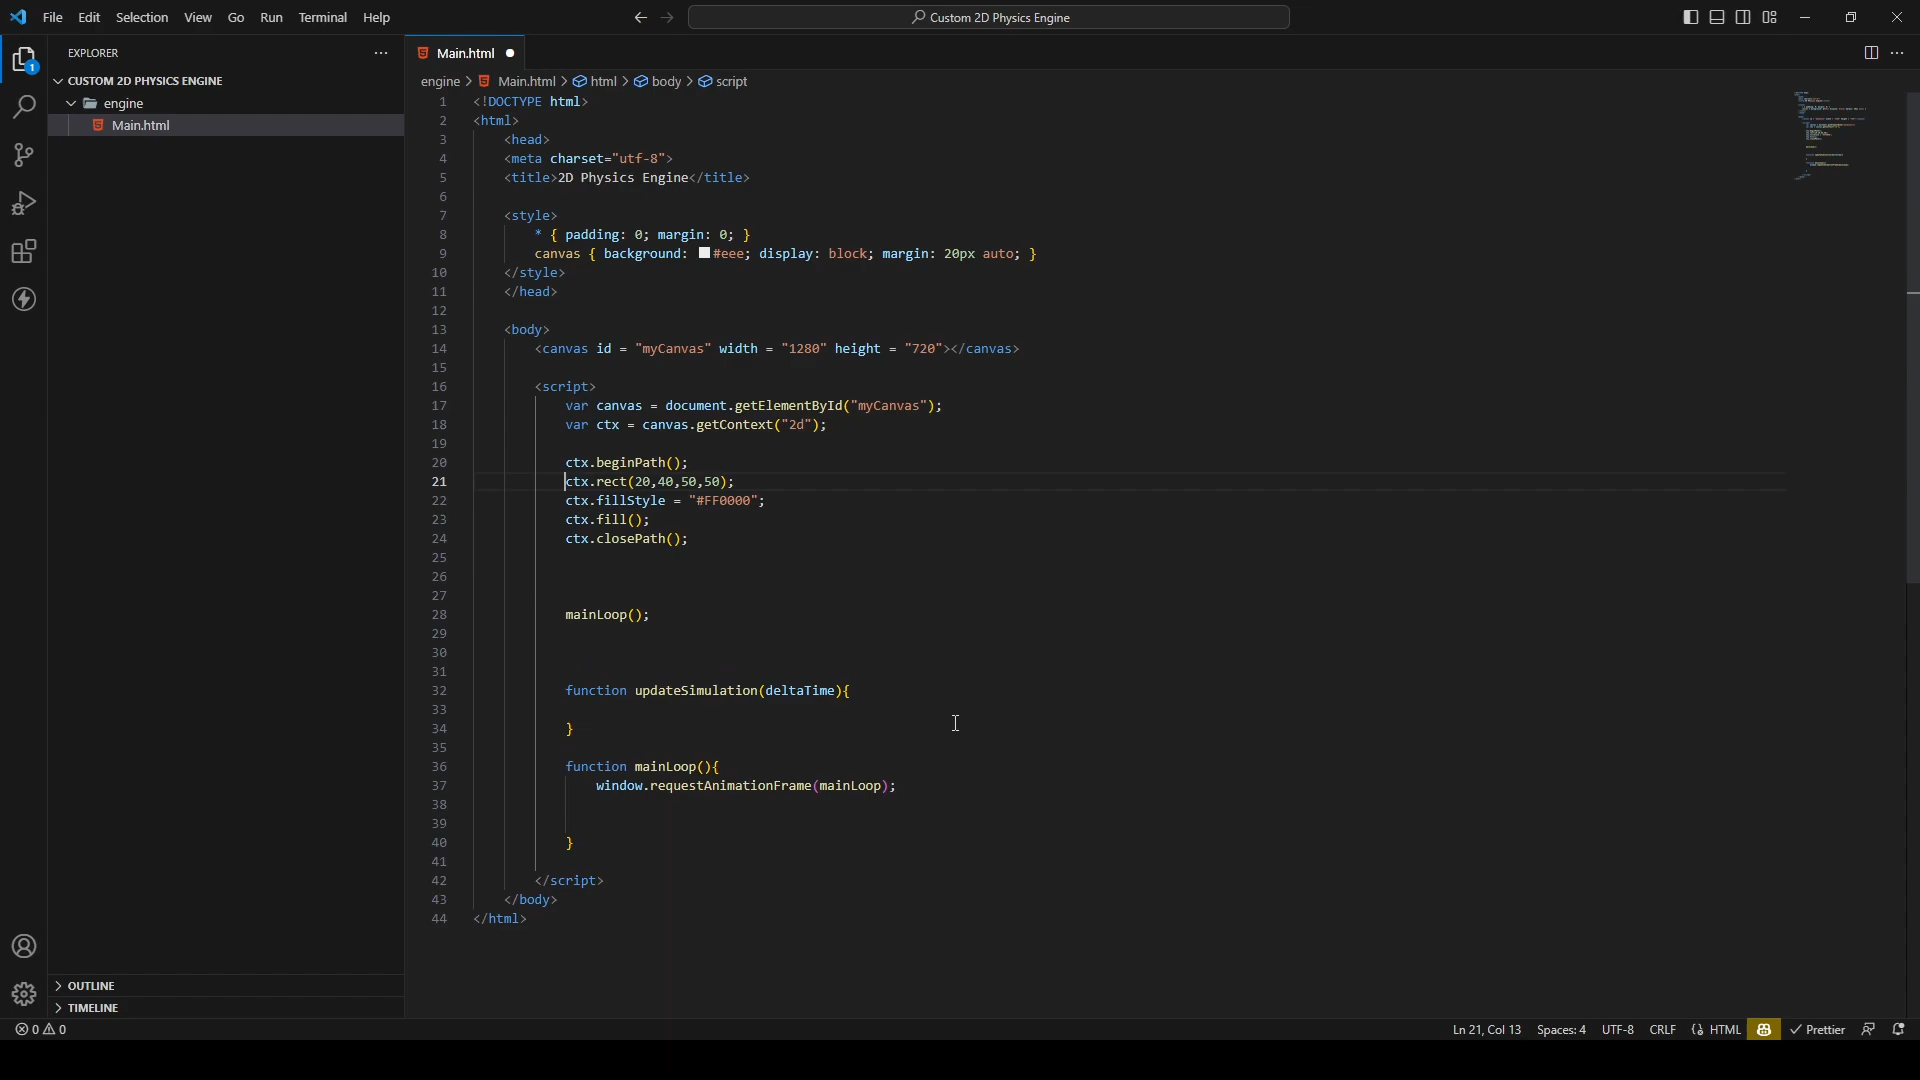 File Edit Selection View Go Run Terminal Help
Custom 2D Physics Engine
EXPLORER
CUSTOM 2D PHYSICS ENGINE
engine
Main.html
OUTLINE
TIMELINE
1
Main.html
engine > Main.html > html > body > script
1 <!DOCTYPE html>
2 <html>
3 <head>
4 <meta charset="utf-8">
5 <title>2D Physics Engine</title>
6
7 <style>
8 * { padding: 0; margin: 0; }
9 canvas { background: #eee; display: block; margin: 20px auto; }
10 </style>
11 </head>
12
13 <body>
14 <canvas id = "myCanvas" width = "1280" height = "720"></canvas>
15
16 <script>
17 var canvas = document.getElementById("myCanvas");
18 var ctx = canvas.getContext("2d");
19
20 ctx.beginPath();
21 ctx.rect(20,40,50,50);
22 ctx.fillStyle = "#FF0000";
23 ctx.fill();
24 ctx.closePath();
25
26
27
28 mainLoop();
29
30
31
32 function updateSimulation(deltaTime){
33
34 }
35
36 function mainLoop(){
37 window.requestAnimationFrame(mainLoop);
38
39
40 }
41
42 </script>
43 </body>
44 </html>
0 0
Ln 21, Col 13 Spaces: 4 UTF-8 CRLF HTML Prettier